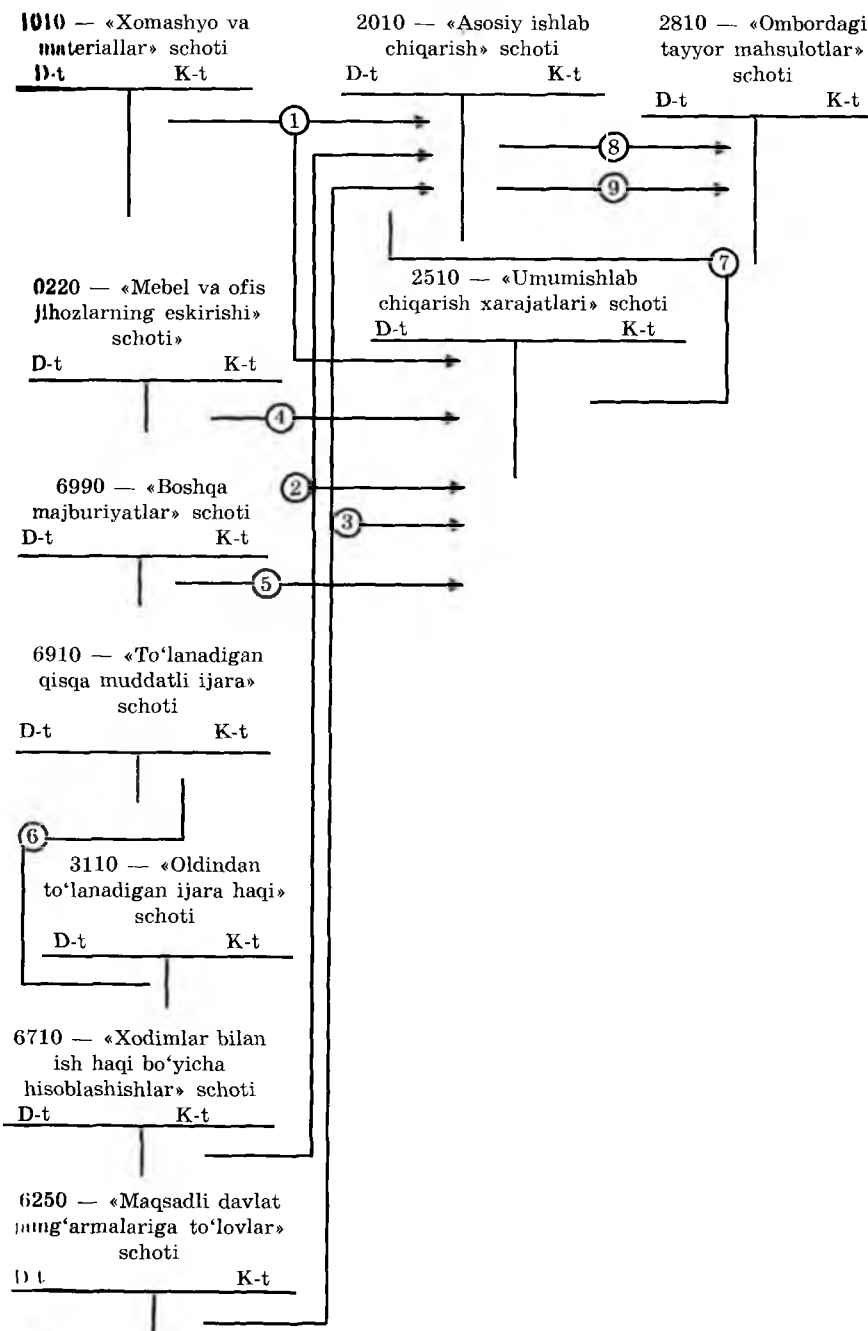 1010 — «Xomashyo va
materiallar» schoti
D-t K-t
2010 — «Asosiy ishlab
chiqarish» schoti
D-t K-t
2810 — «Ombordagi
tayyor mahsulotlar»
schoti
D-t K-t
1
8
9
7
0220 — «Mebel va ofis
jihozlarning eskirishi»
schoti»
D-t K-t
2510 — «Umumishlab
chiqarish xarajatlari» schoti
D-t K-t
4
2
3
6990 — «Boshqa
majburiyatlar» schoti
D-t K-t
5
6910 — «To‘lanadigan
qisqa muddatli ijara»
schoti
D-t K-t
6
3110 — «Oldindan
to‘lanadigan ijara haqi»
schoti
D-t K-t
6710 — «Xodimlar bilan
ish haqi bo‘yicha
hisoblashishlar» schoti
D-t K-t
6250 — «Maqsadli davlat
jamg‘armalariga to‘lovlar»
schoti
D-t K-t